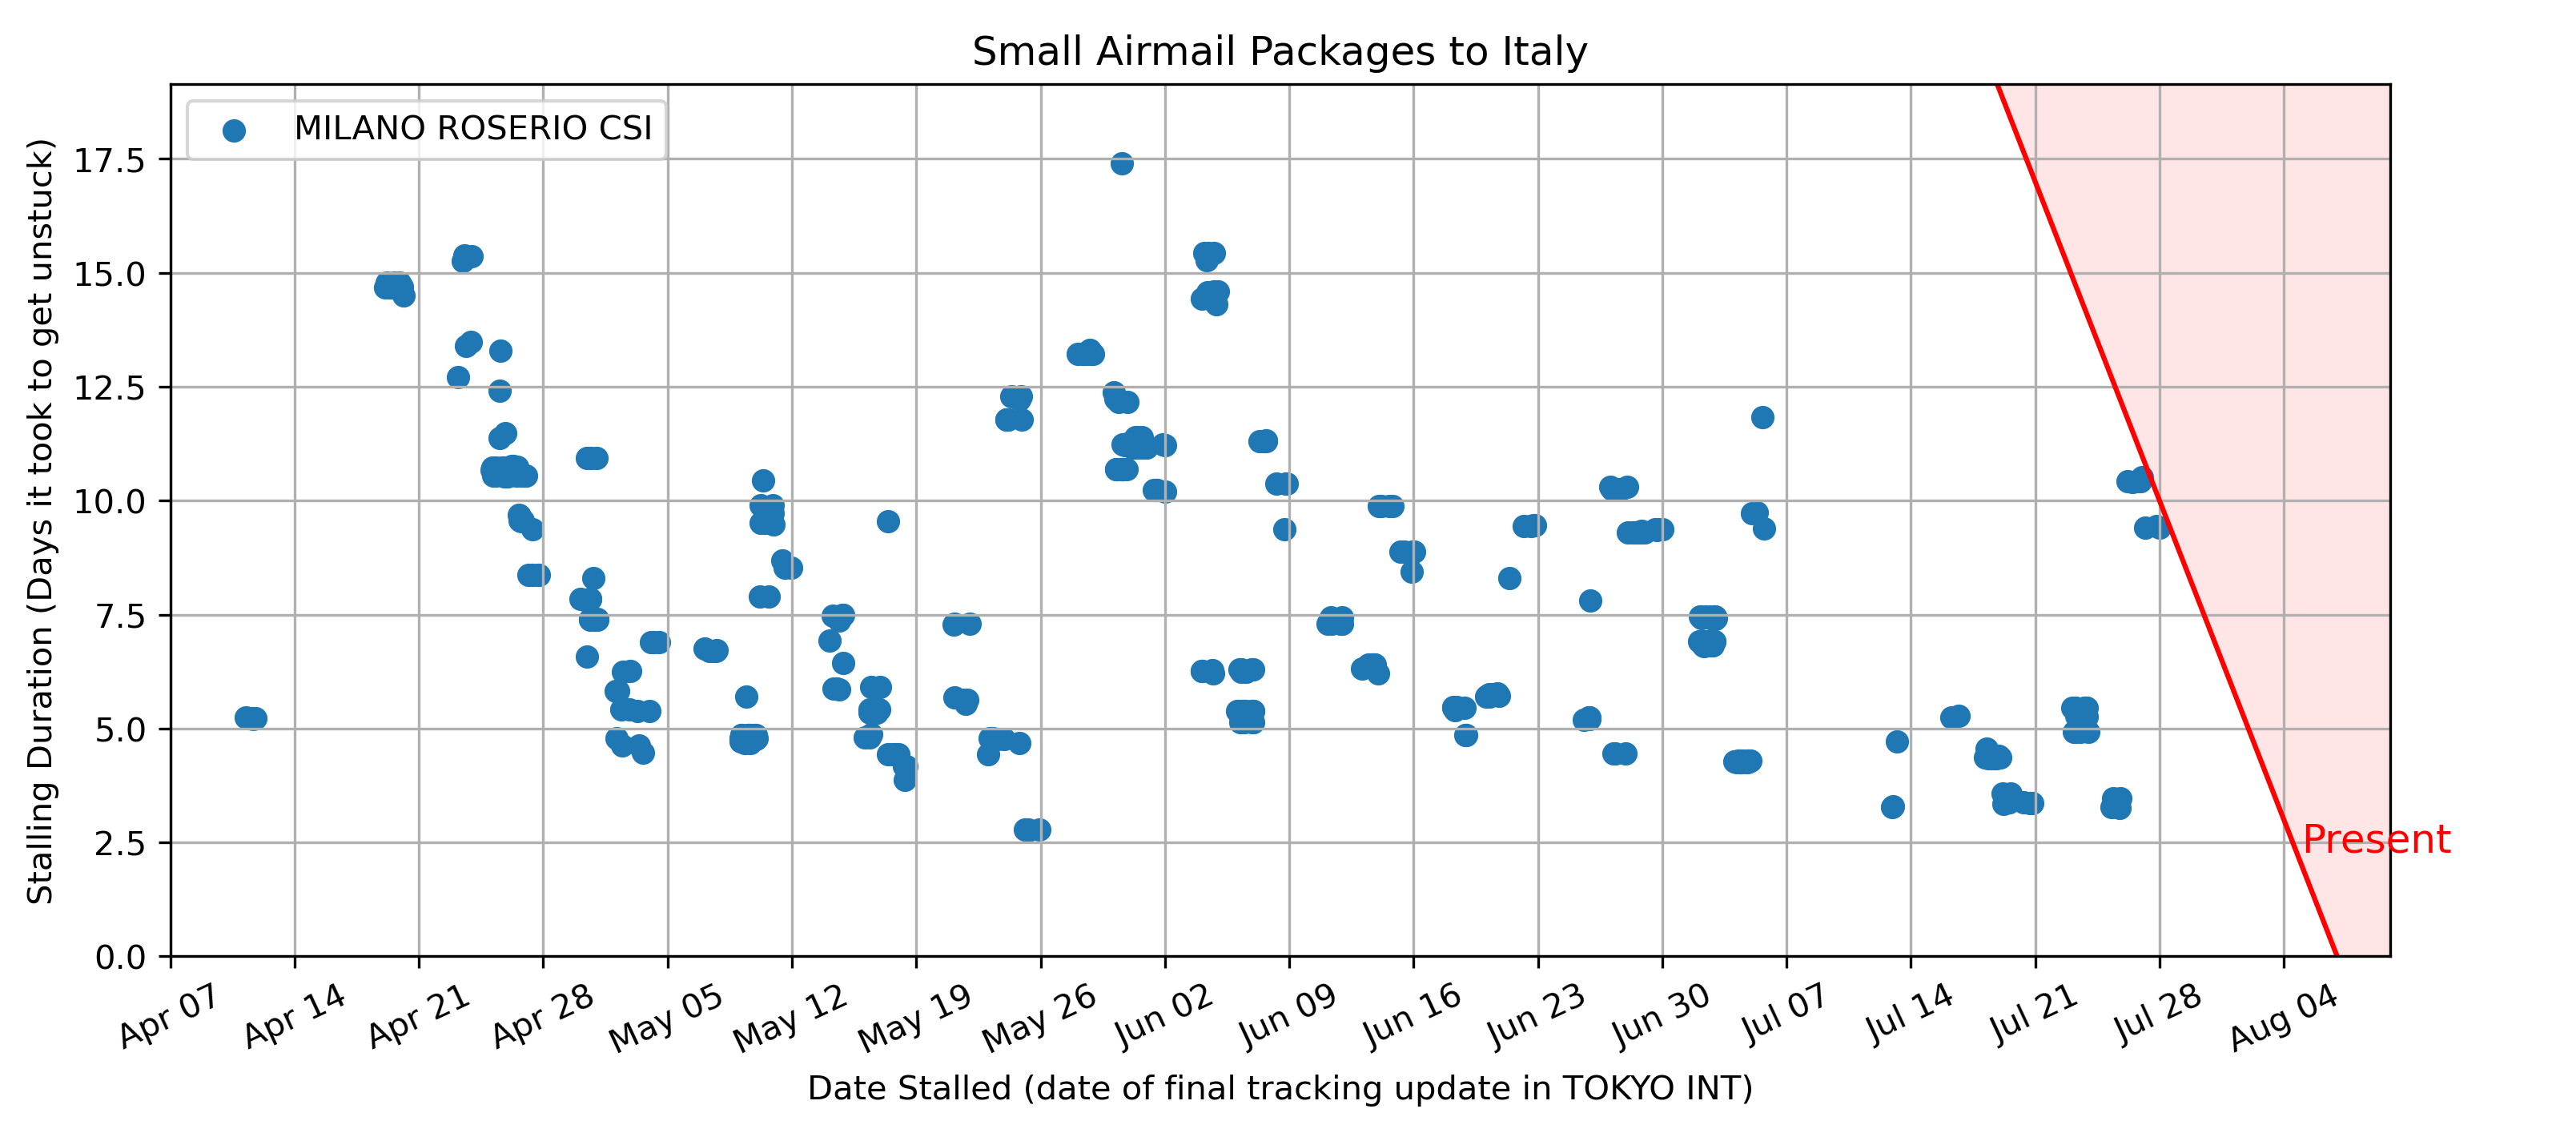 Small Airmail Packages to Italy
MILANO ROSERIO CSI
Stalling Duration (Days it took to get unstuck)
17.5
15.0
12.5
10.0
7.5
5.0
2.5
0.0
Present
Apr 07 Apr 14 Apr 21 Apr 28 May 05 May 12 May 19 May 26 Jun 02 Jun 09 Jun 16 Jun 23 Jun 30 Jul 07 Jul 14 Jul 21 Jul 28 Aug 04
Date Stalled (date of final tracking update in TOKYO INT)